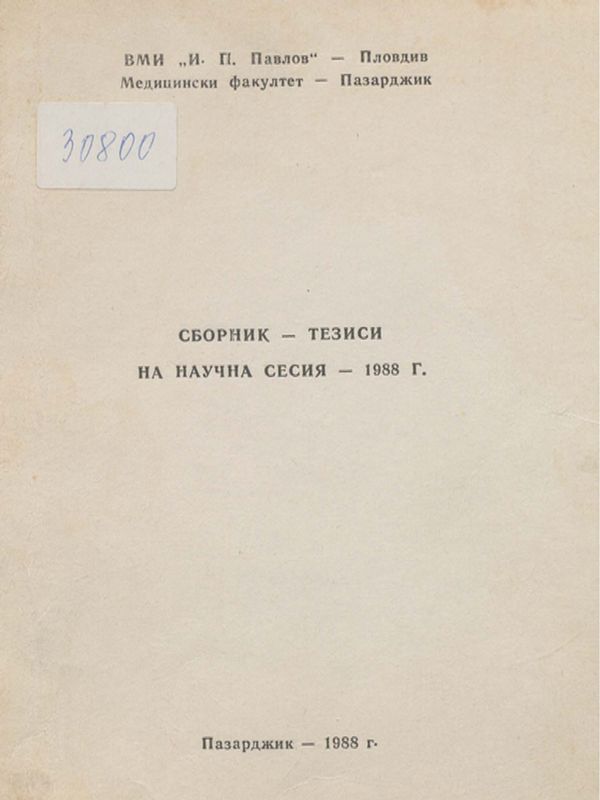 ВМИ „И. П. Павлов“ — Пловдив
Медицински факултет — Пазарджик
30800
СБОРНИК — ТЕЗИСИ
НА НАУЧНА СЕСИЯ — 1988 Г.
Пазарджик — 1988 г.